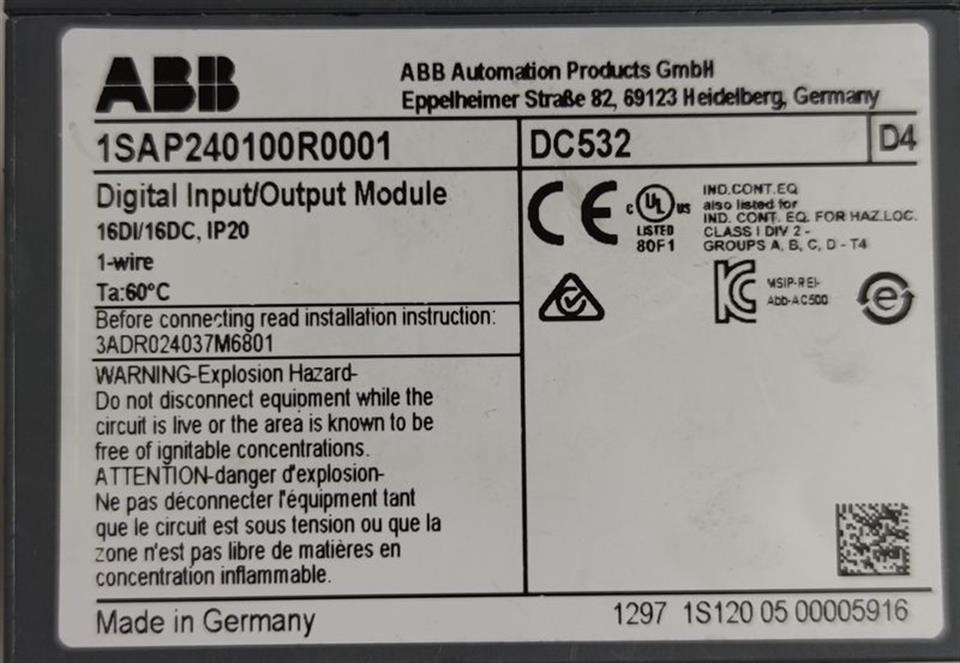 ABB
ABB Automation Products GmbH
Eppelheimer Straße 82, 69123 Heidelberg, Germany
1SAP240100R0001
DC532
D4
Digital Input/Output Module
16DI/16DC, IP20
1-wire
Ta:60°C
Before connecting read installation instruction:
3ADR024037M6801
WARNING-Explosion Hazard-
Do not disconnect equipment while the
circuit is live or the area is known to be
free of ignitable concentrations.
ATTENTION-danger d'explosion-
Ne pas déconnecter l'équipment tant
que le circuit est sous tension ou que la
zone n'est pas libre de matières en
concentration inflammable.
CE
C UL US
LISTED
80F1
IND.CONT.EQ
also listed for
IND. CONT. EQ. FOR HAZ.LOC.
CLASS I DIV 2 -
GROUPS A, B, C, D - T4
MSIP-REI-
Abb-AC500
Made in Germany
1297 1S120 05 00005916